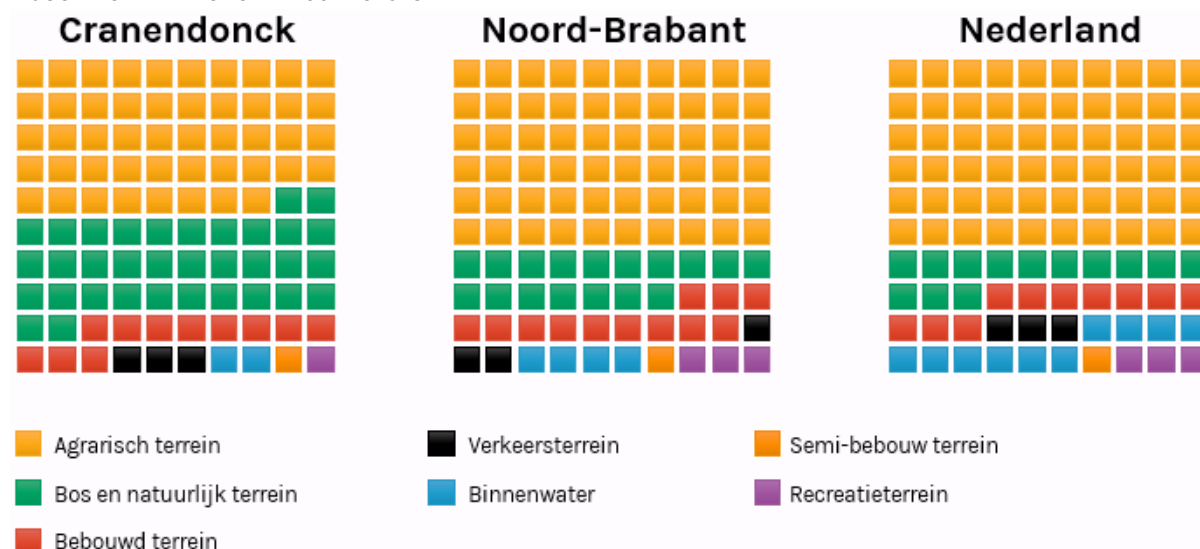 Cranendonck Noord-Brabant Nederland
Agrarisch terrein Verkeersterrein Semi-bebouw terrein
Bos en natuurlijk terrein Binnenwater Recreatieterrein
Bebouwd terrein